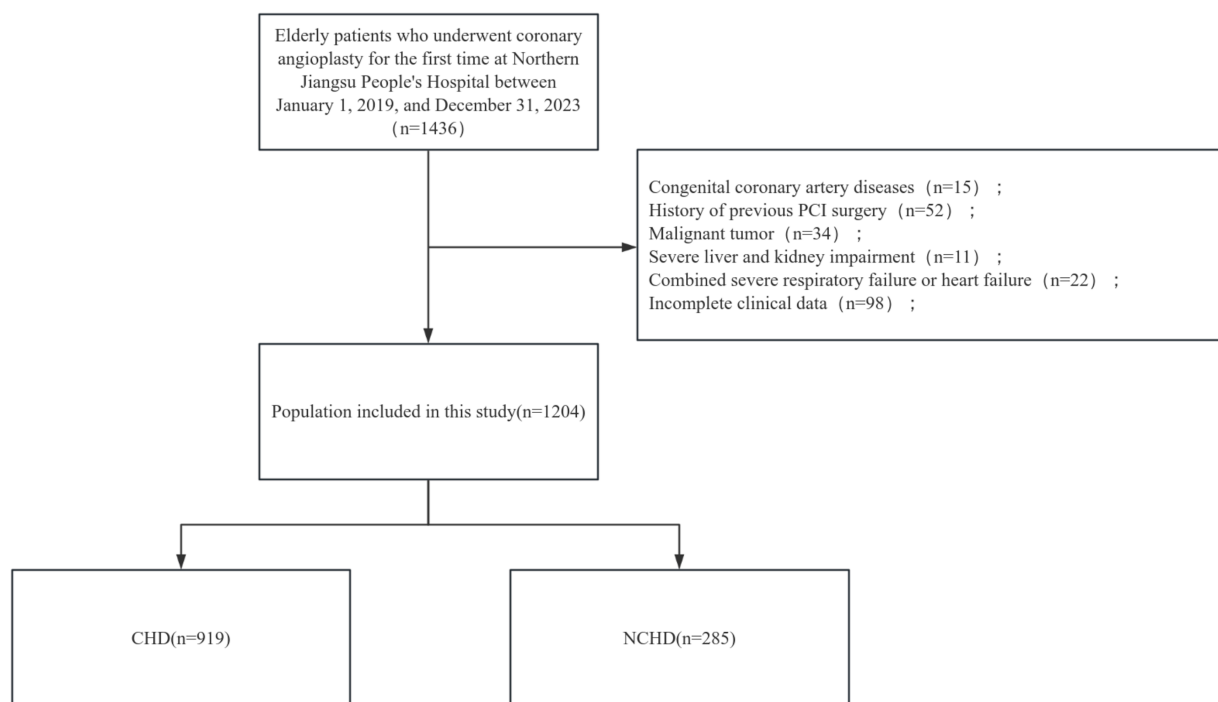 Elderly patients who underwent coronary
angioplasty for the first time at Northern
Jiangsu People's Hospital between
January 1, 2019, and December 31, 2023
（n=1436）
Congenital coronary artery diseases（n=15）；
History of previous PCI surgery（n=52）；
Malignant tumor（n=34）；
Severe liver and kidney impairment（n=11）；
Combined severe respiratory failure or heart failure（n=22）；
Incomplete clinical data（n=98）；
Population included in this study(n=1204)
CHD(n=919)
NCHD(n=285)